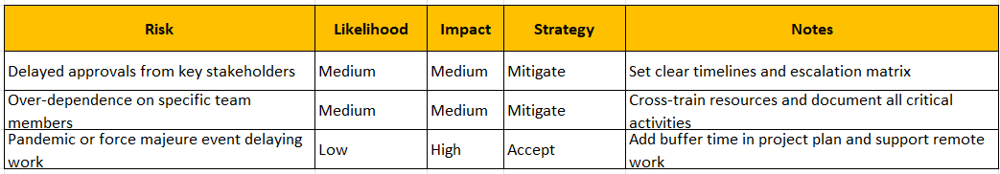 Risk Likelihood Impact Strategy Notes
Delayed approvals from key stakeholders Medium Medium Mitigate Set clear timelines and escalation matrix
Over-dependence on specific team
members Medium Medium Mitigate Cross-train resources and document all critical
activities
Pandemic or force majeure event delaying
work Low High Accept Add buffer time in project plan and support remote
work